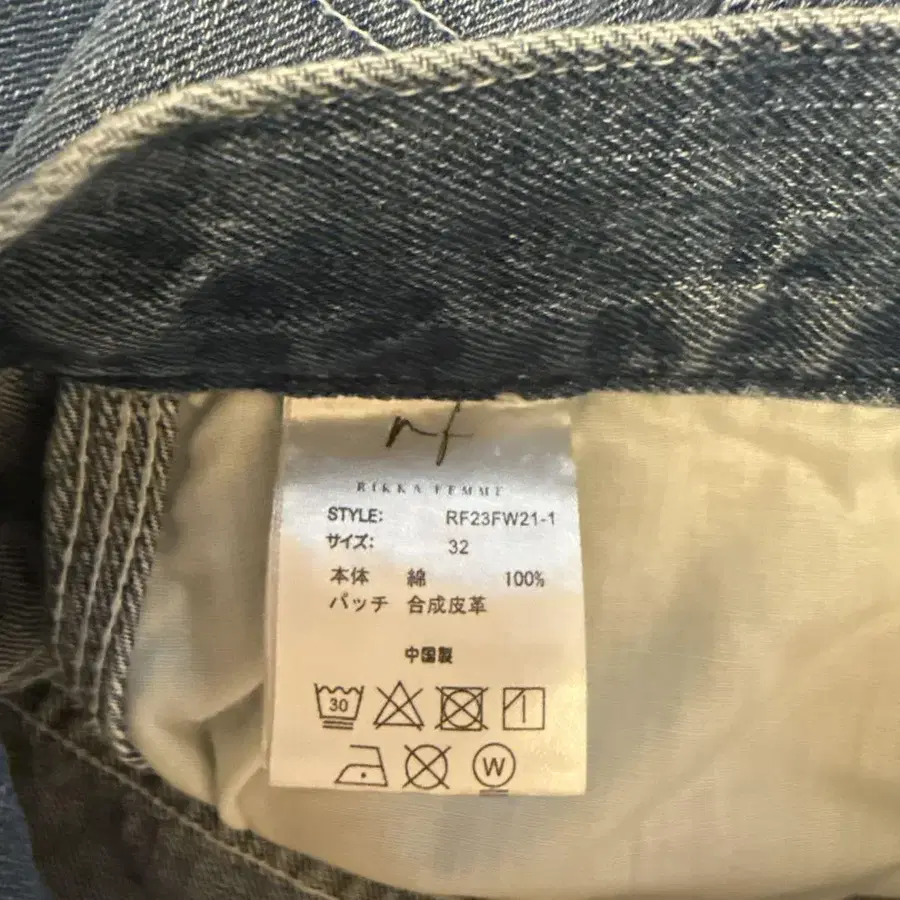 rf
RIKKA FEMME
STYLE: RF23FW21-1
サイズ: 32
本体 綿 100%
パッチ 合成皮革
中国製
30
W